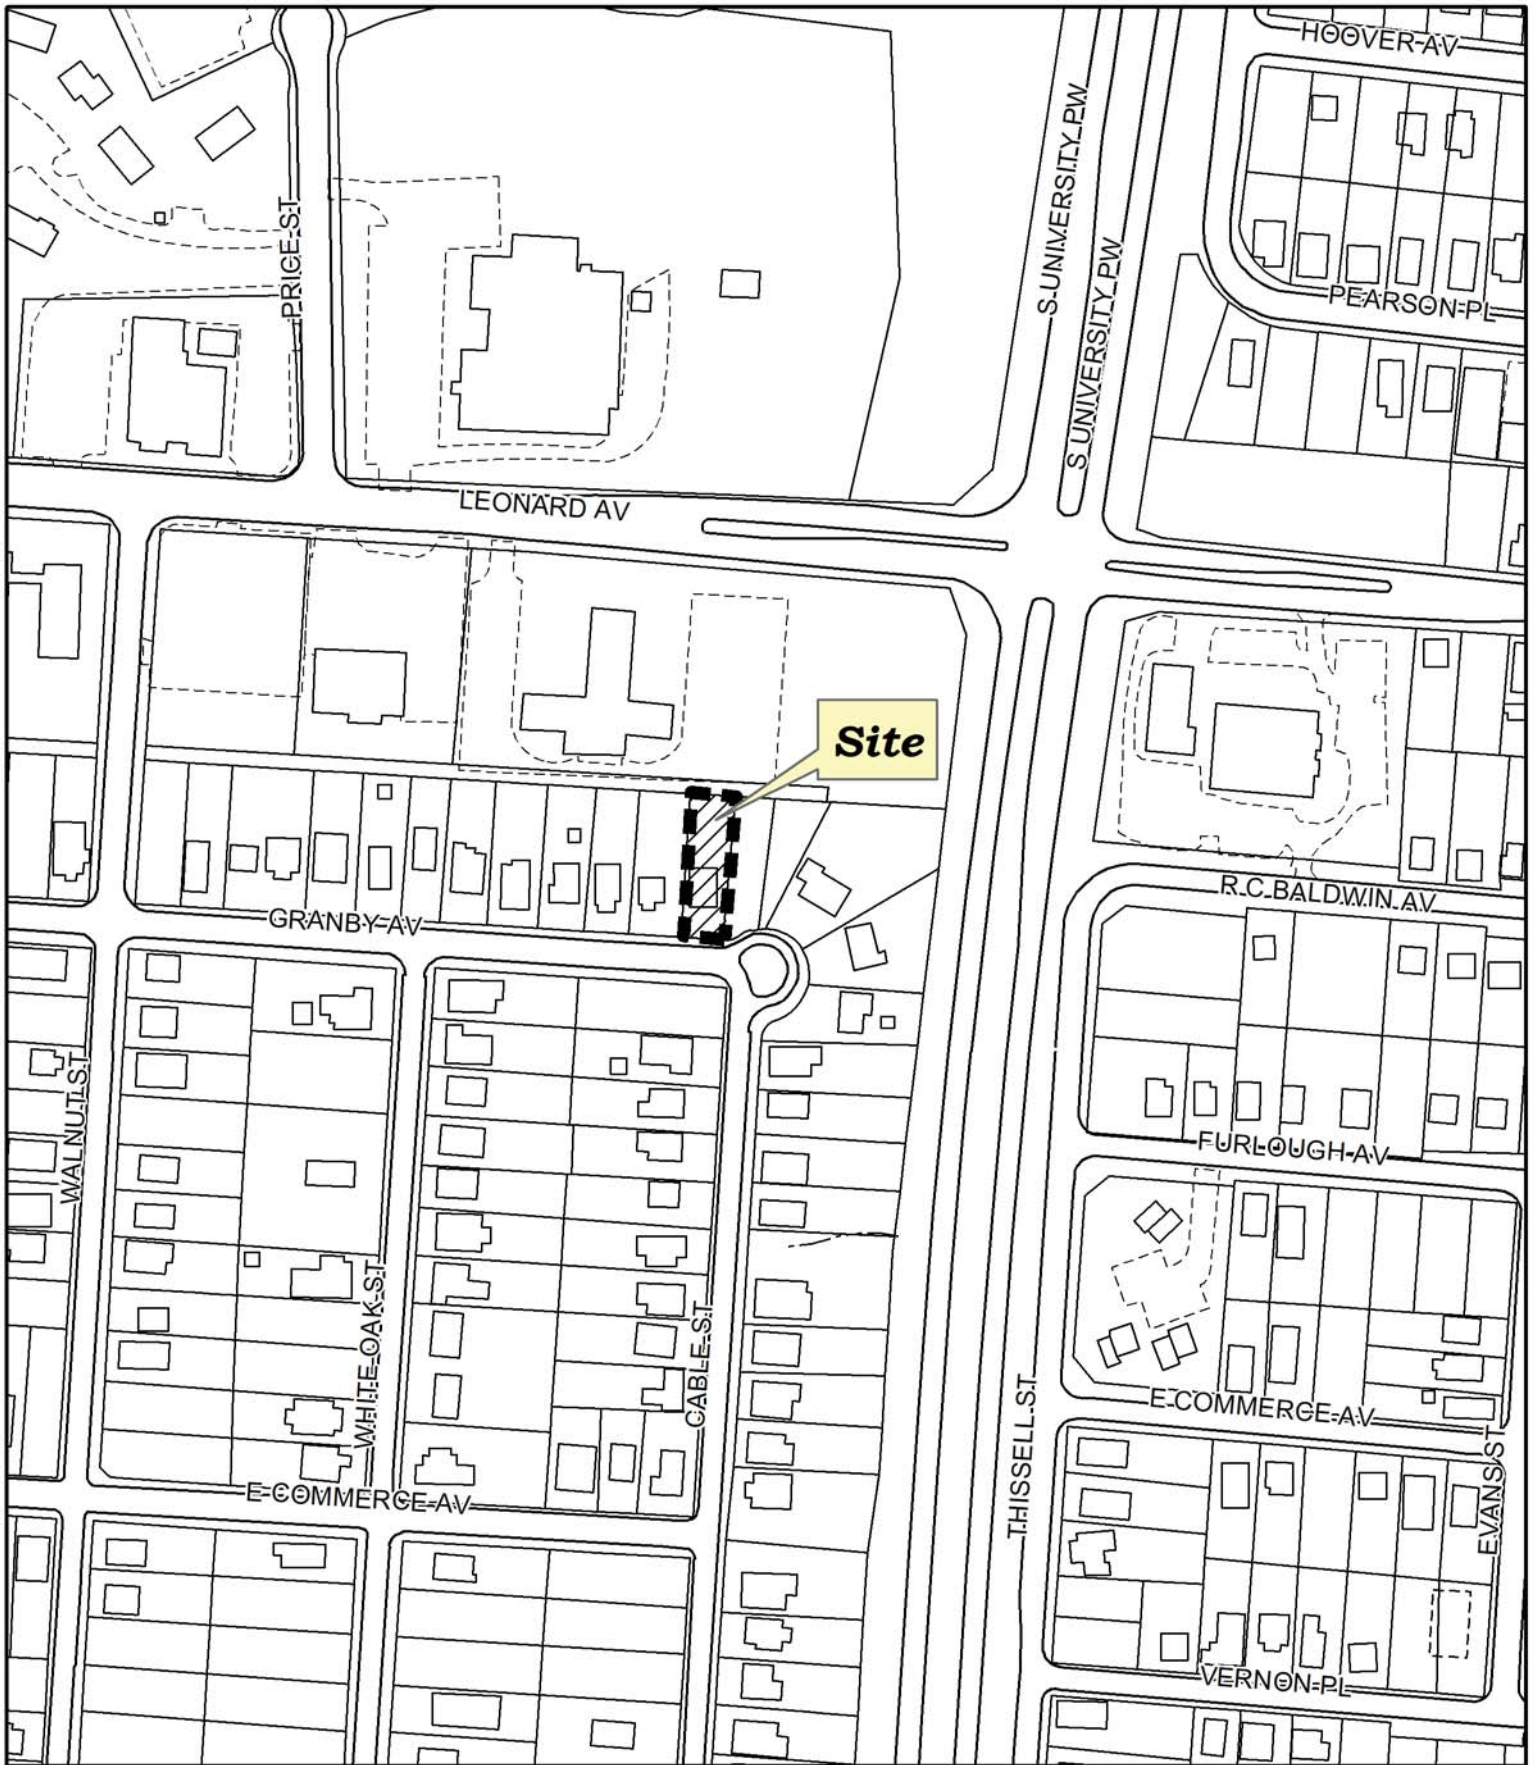 HOOVER AV
S UNIVERSITY PW
PRICE ST
S UNIVERSITY PW
PEARSON PL
LEONARD AV
Site
R C BALDWIN AV
GRANBY AV
WALNUT ST
FURLOUGH AV
WHITE OAK ST
CABLE ST
THISSELL ST
E COMMERCE AV
EVANS ST
E COMMERCE AV
VERNON PL